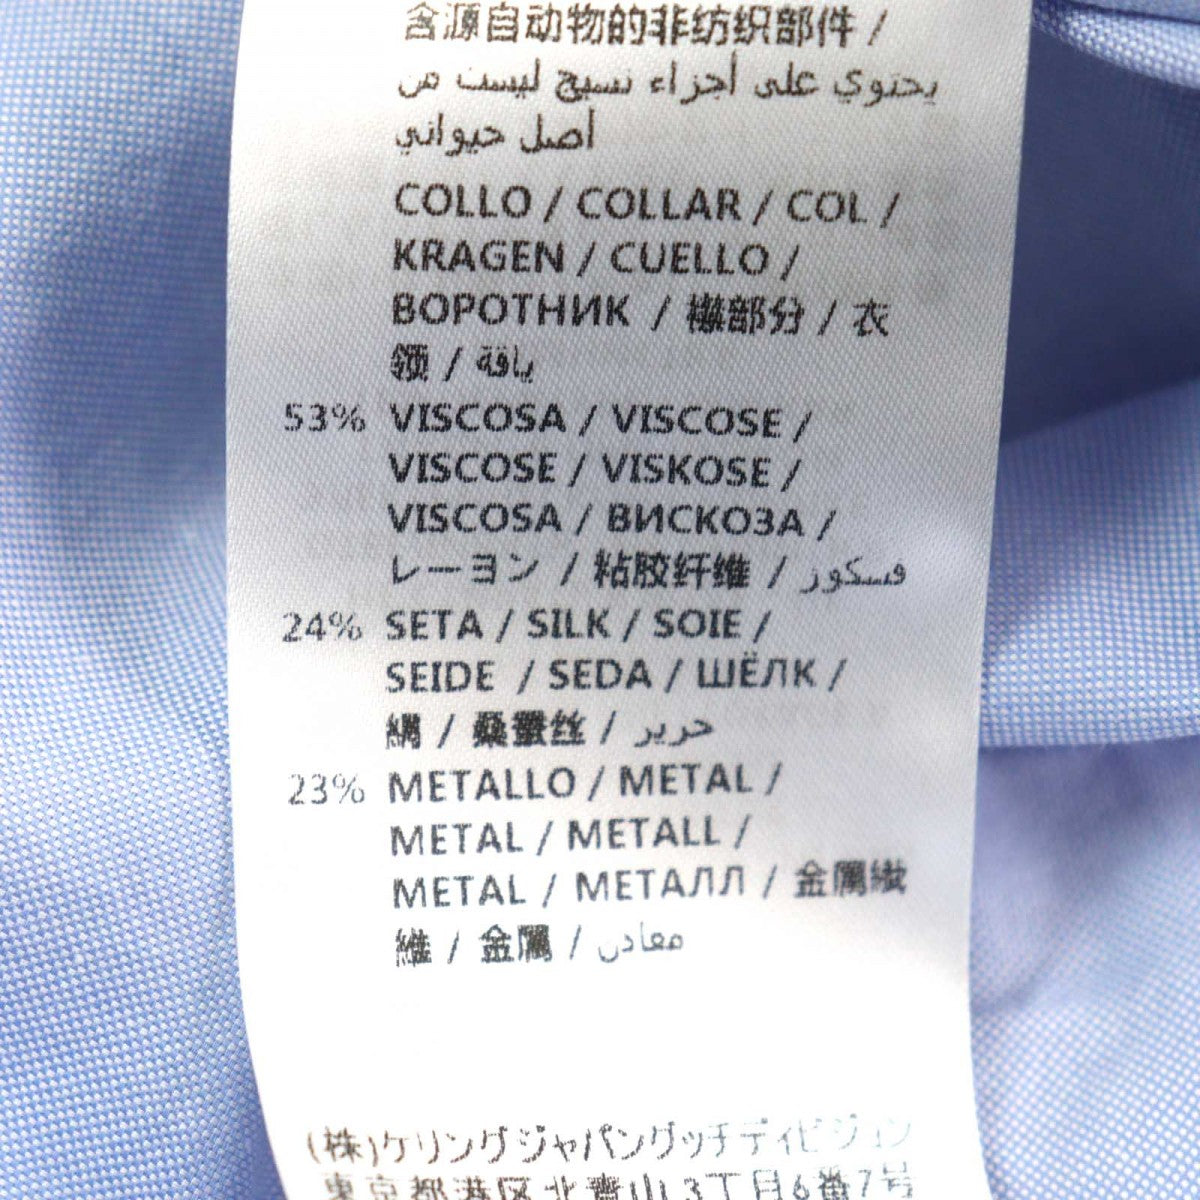 含源自动物的非纺织部件 /
يحتوي على أجزاء نسيج ليست من
أصل حيواني
COLLO / COLLAR / COL /
KRAGEN / CUELLO /
ВОРОТНИК / 襟部分 / 衣
领 / ياقة
53% VISCOSA / VISCOSE /
VISCOSE / VISKOSE /
VISCOSA / ВИСКОЗА /
レーヨン / 粘胶纤维 / فسكوز
24% SETA / SILK / SOIE /
SEIDE / SEDA / ШЁЛК /
絹 / 桑蚕丝 / حرير
23% METALLO / METAL /
METAL / METALL /
METAL / МЕТАЛЛ / 金属繊
維 / 金属 / معادن
(株)ケリングジャパングッチディビジョン
東京都港区北青山3丁目6番7号